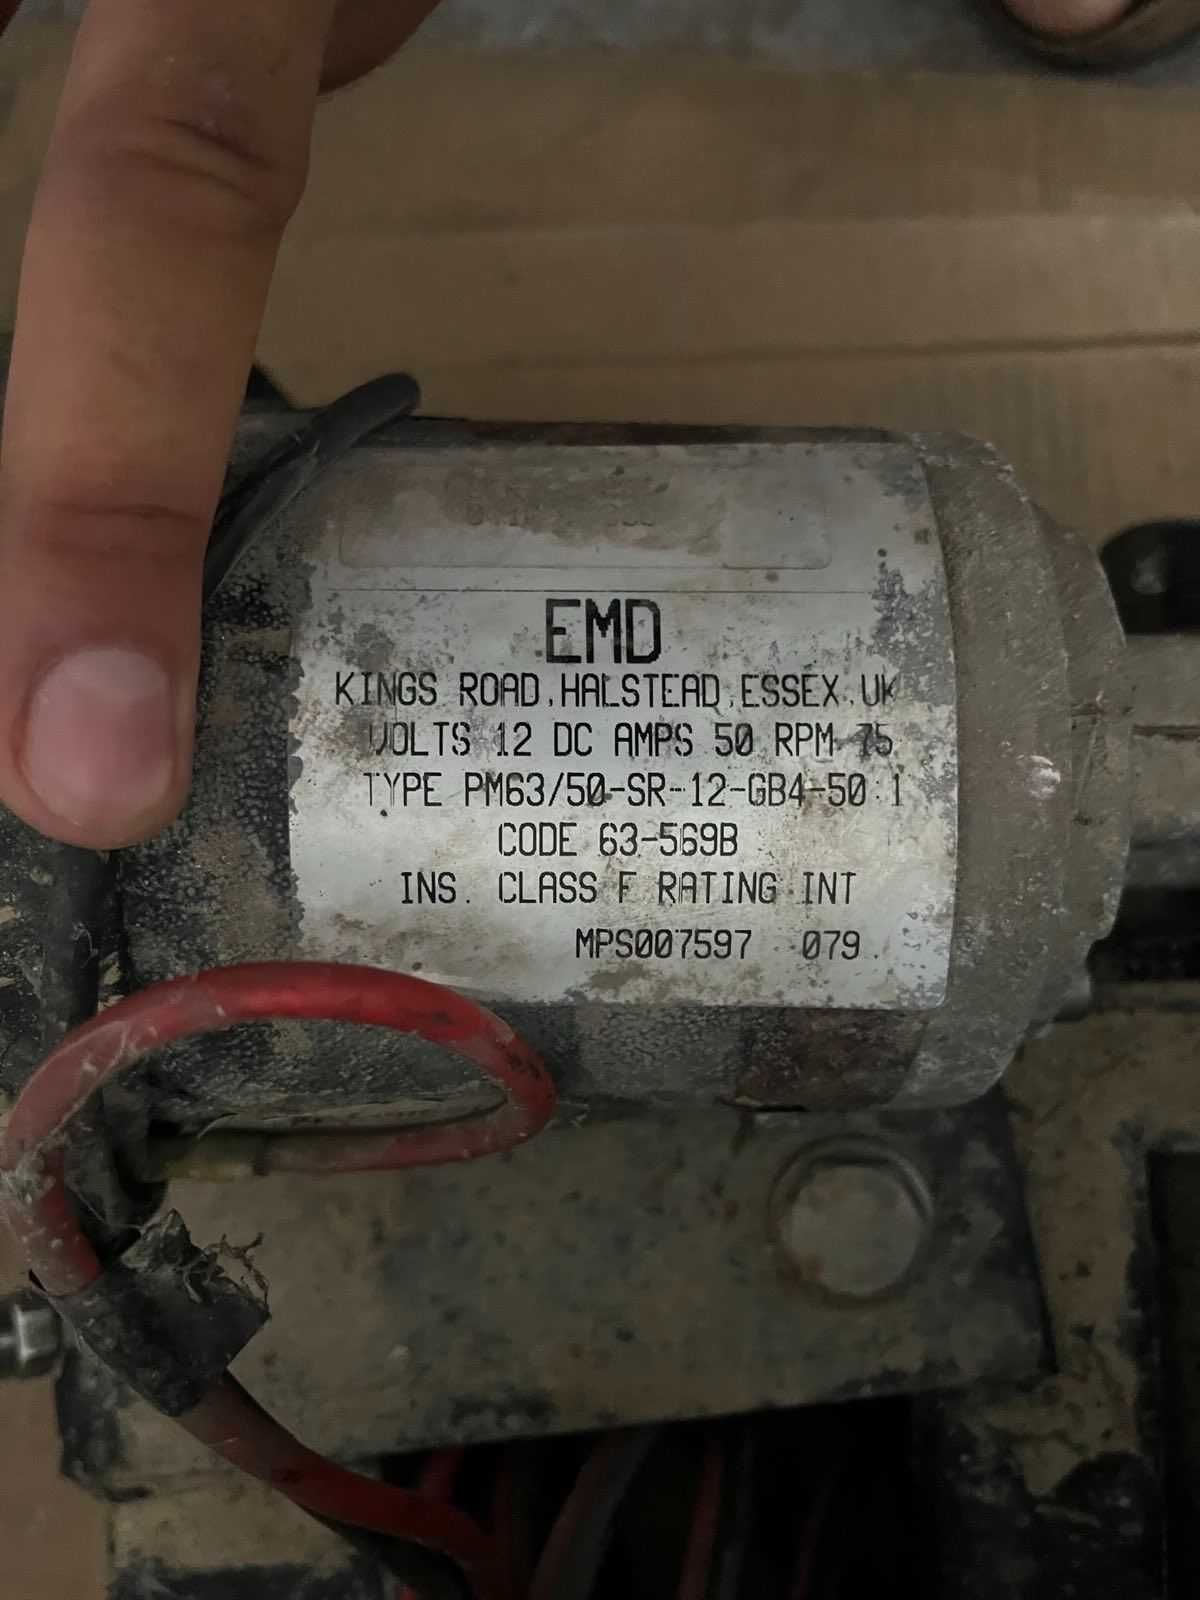 EMD
KINGS ROAD, HALSTEAD, ESSEX, UK
VOLTS 12 DC AMPS 50 RPM 75
TYPE PM63/50-SR-12-GB4-50:1
CODE 63-569B
INS. CLASS F RATING INT
MPS007597 079